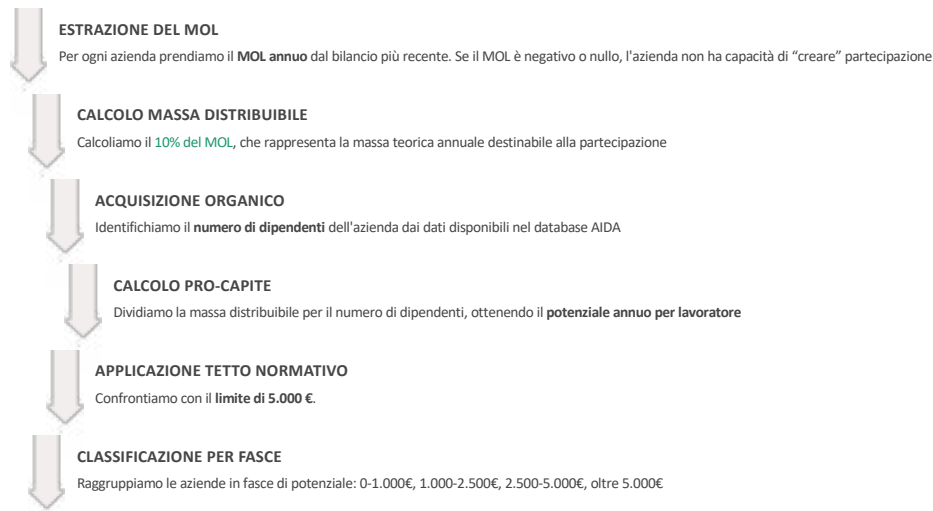 ESTRAZIONE DEL MOL
Per ogni azienda prendiamo il MOL annuo dal bilancio più recente. Se il MOL è negativo o nullo, l'azienda non ha capacità di “creare” partecipazione
CALCOLO MASSA DISTRIBUIBILE
Calcoliamo il 10% del MOL, che rappresenta la massa teorica annuale destinabile alla partecipazione
ACQUISIZIONE ORGANICO
Identifichiamo il numero di dipendenti dell'azienda dai dati disponibili nel database AIDA
CALCOLO PRO-CAPITE
Dividiamo la massa distribuibile per il numero di dipendenti, ottenendo il potenziale annuo per lavoratore
APPLICAZIONE TETTO NORMATIVO
Confrontiamo con il limite di 5.000 €.
CLASSIFICAZIONE PER FASCE
Raggruppiamo le aziende in fasce di potenziale: 0-1.000€, 1.000-2.500€, 2.500-5.000€, oltre 5.000€